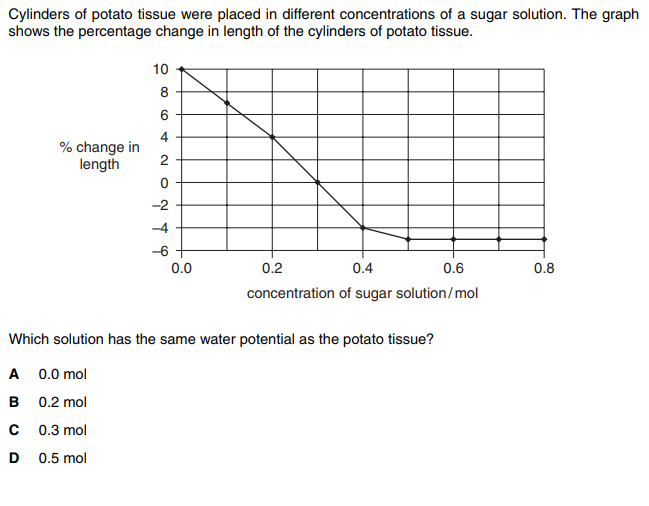 Cylinders of potato tissue were placed in different concentrations of a sugar solution. The graph
shows the percentage change in length of the cylinders of potato tissue.
10
8
6
4
% change in
length
2
0
–2
–4
–6
0.0 0.2 0.4 0.6 0.8
concentration of sugar solution/mol
Which solution has the same water potential as the potato tissue?
A 0.0 mol
B 0.2 mol
C 0.3 mol
D 0.5 mol